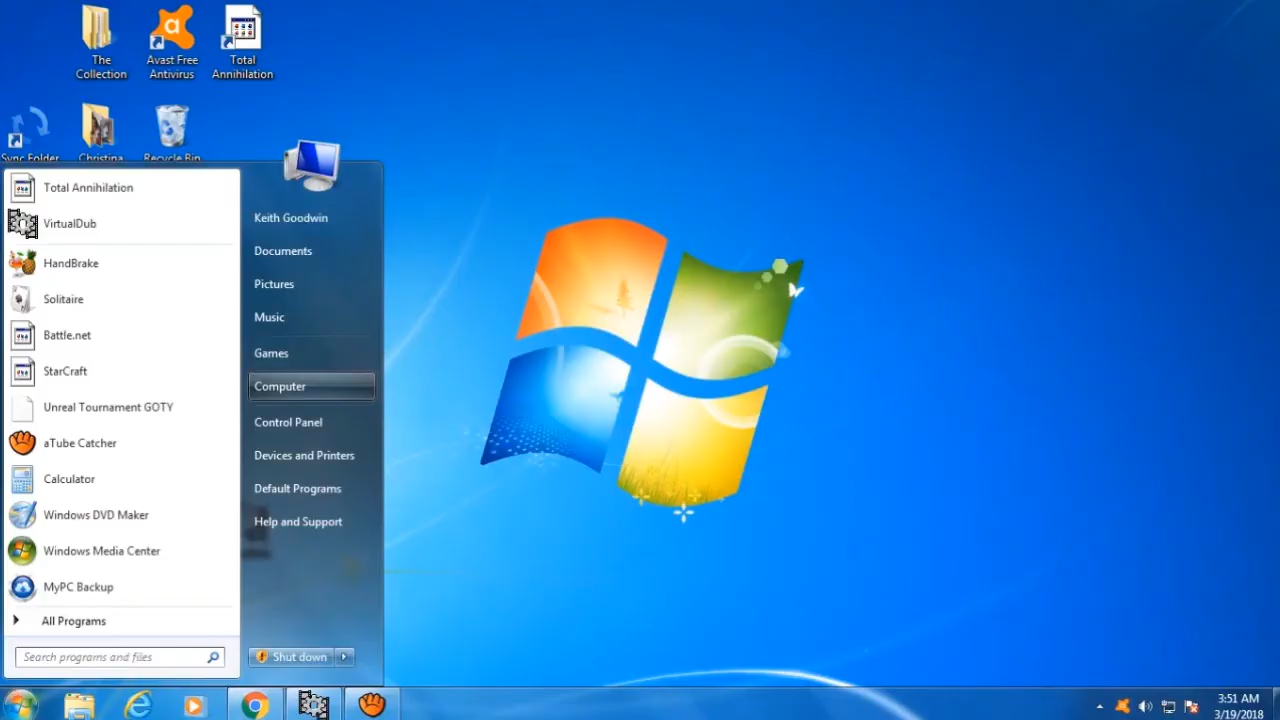 The
Collection
Avast Free
Antivirus
Total
Annihilation
Sync Folder
Christina
Recycle Bin
Total Annihilation
VirtualDub
HandBrake
Solitaire
Battle.net
StarCraft
Unreal Tournament GOTY
aTube Catcher
Calculator
Windows DVD Maker
Windows Media Center
MyPC Backup
All Programs
Search programs and files
Keith Goodwin
Documents
Pictures
Music
Games
Computer
Control Panel
Devices and Printers
Default Programs
Help and Support
Shut down
3:51 AM
3/19/2018